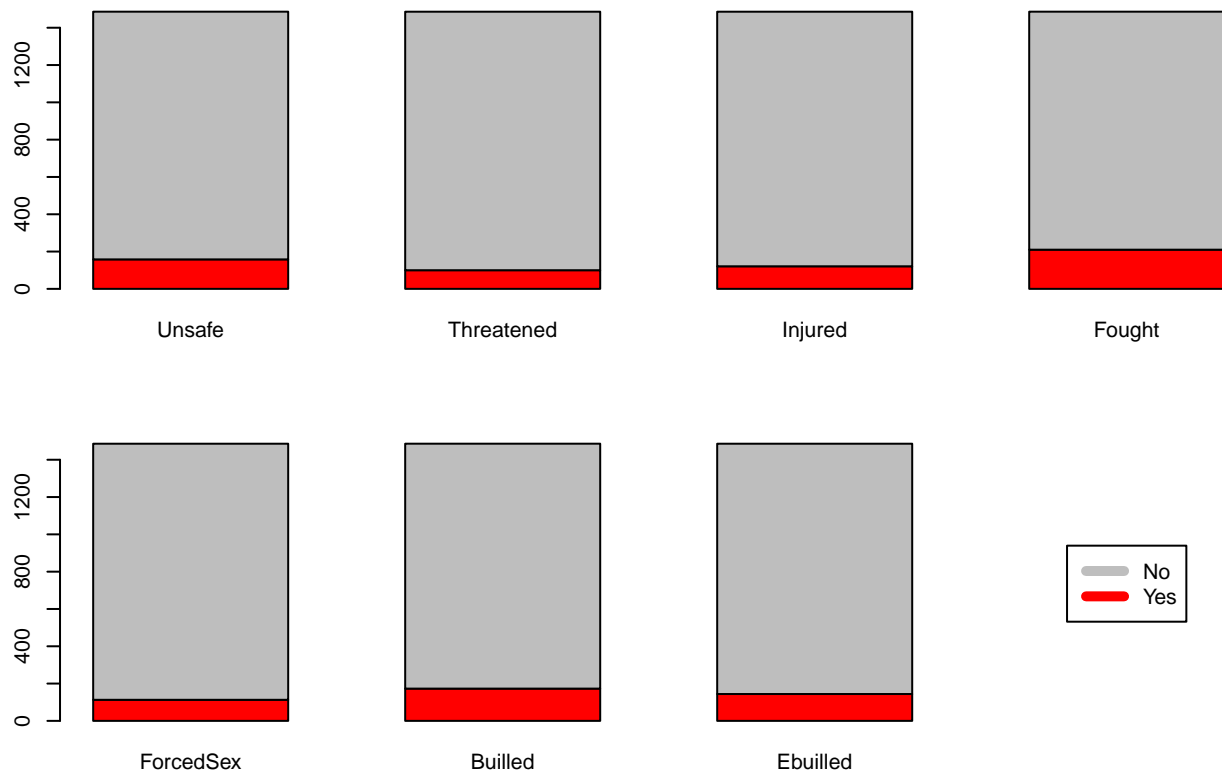 1200
800
400
0
Unsafe
Threatened
Injured
Fought
1200
800
400
0
ForcedSex
Builled
Ebuilled
No
Yes